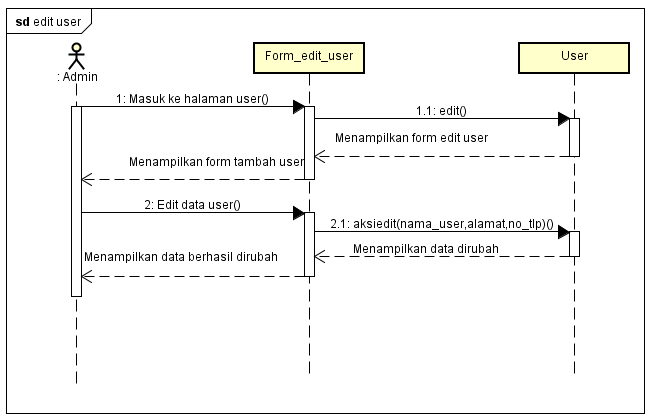 sd edit user
: Admin
Form_edit_user
User
1: Masuk ke halaman user()
1.1: edit()
Menampilkan form edit user
Menampilkan form tambah user
2: Edit data user()
2.1: aksiedit(nama_user,alamat,no_tlp)()
Menampilkan data dirubah
Menampilkan data berhasil dirubah